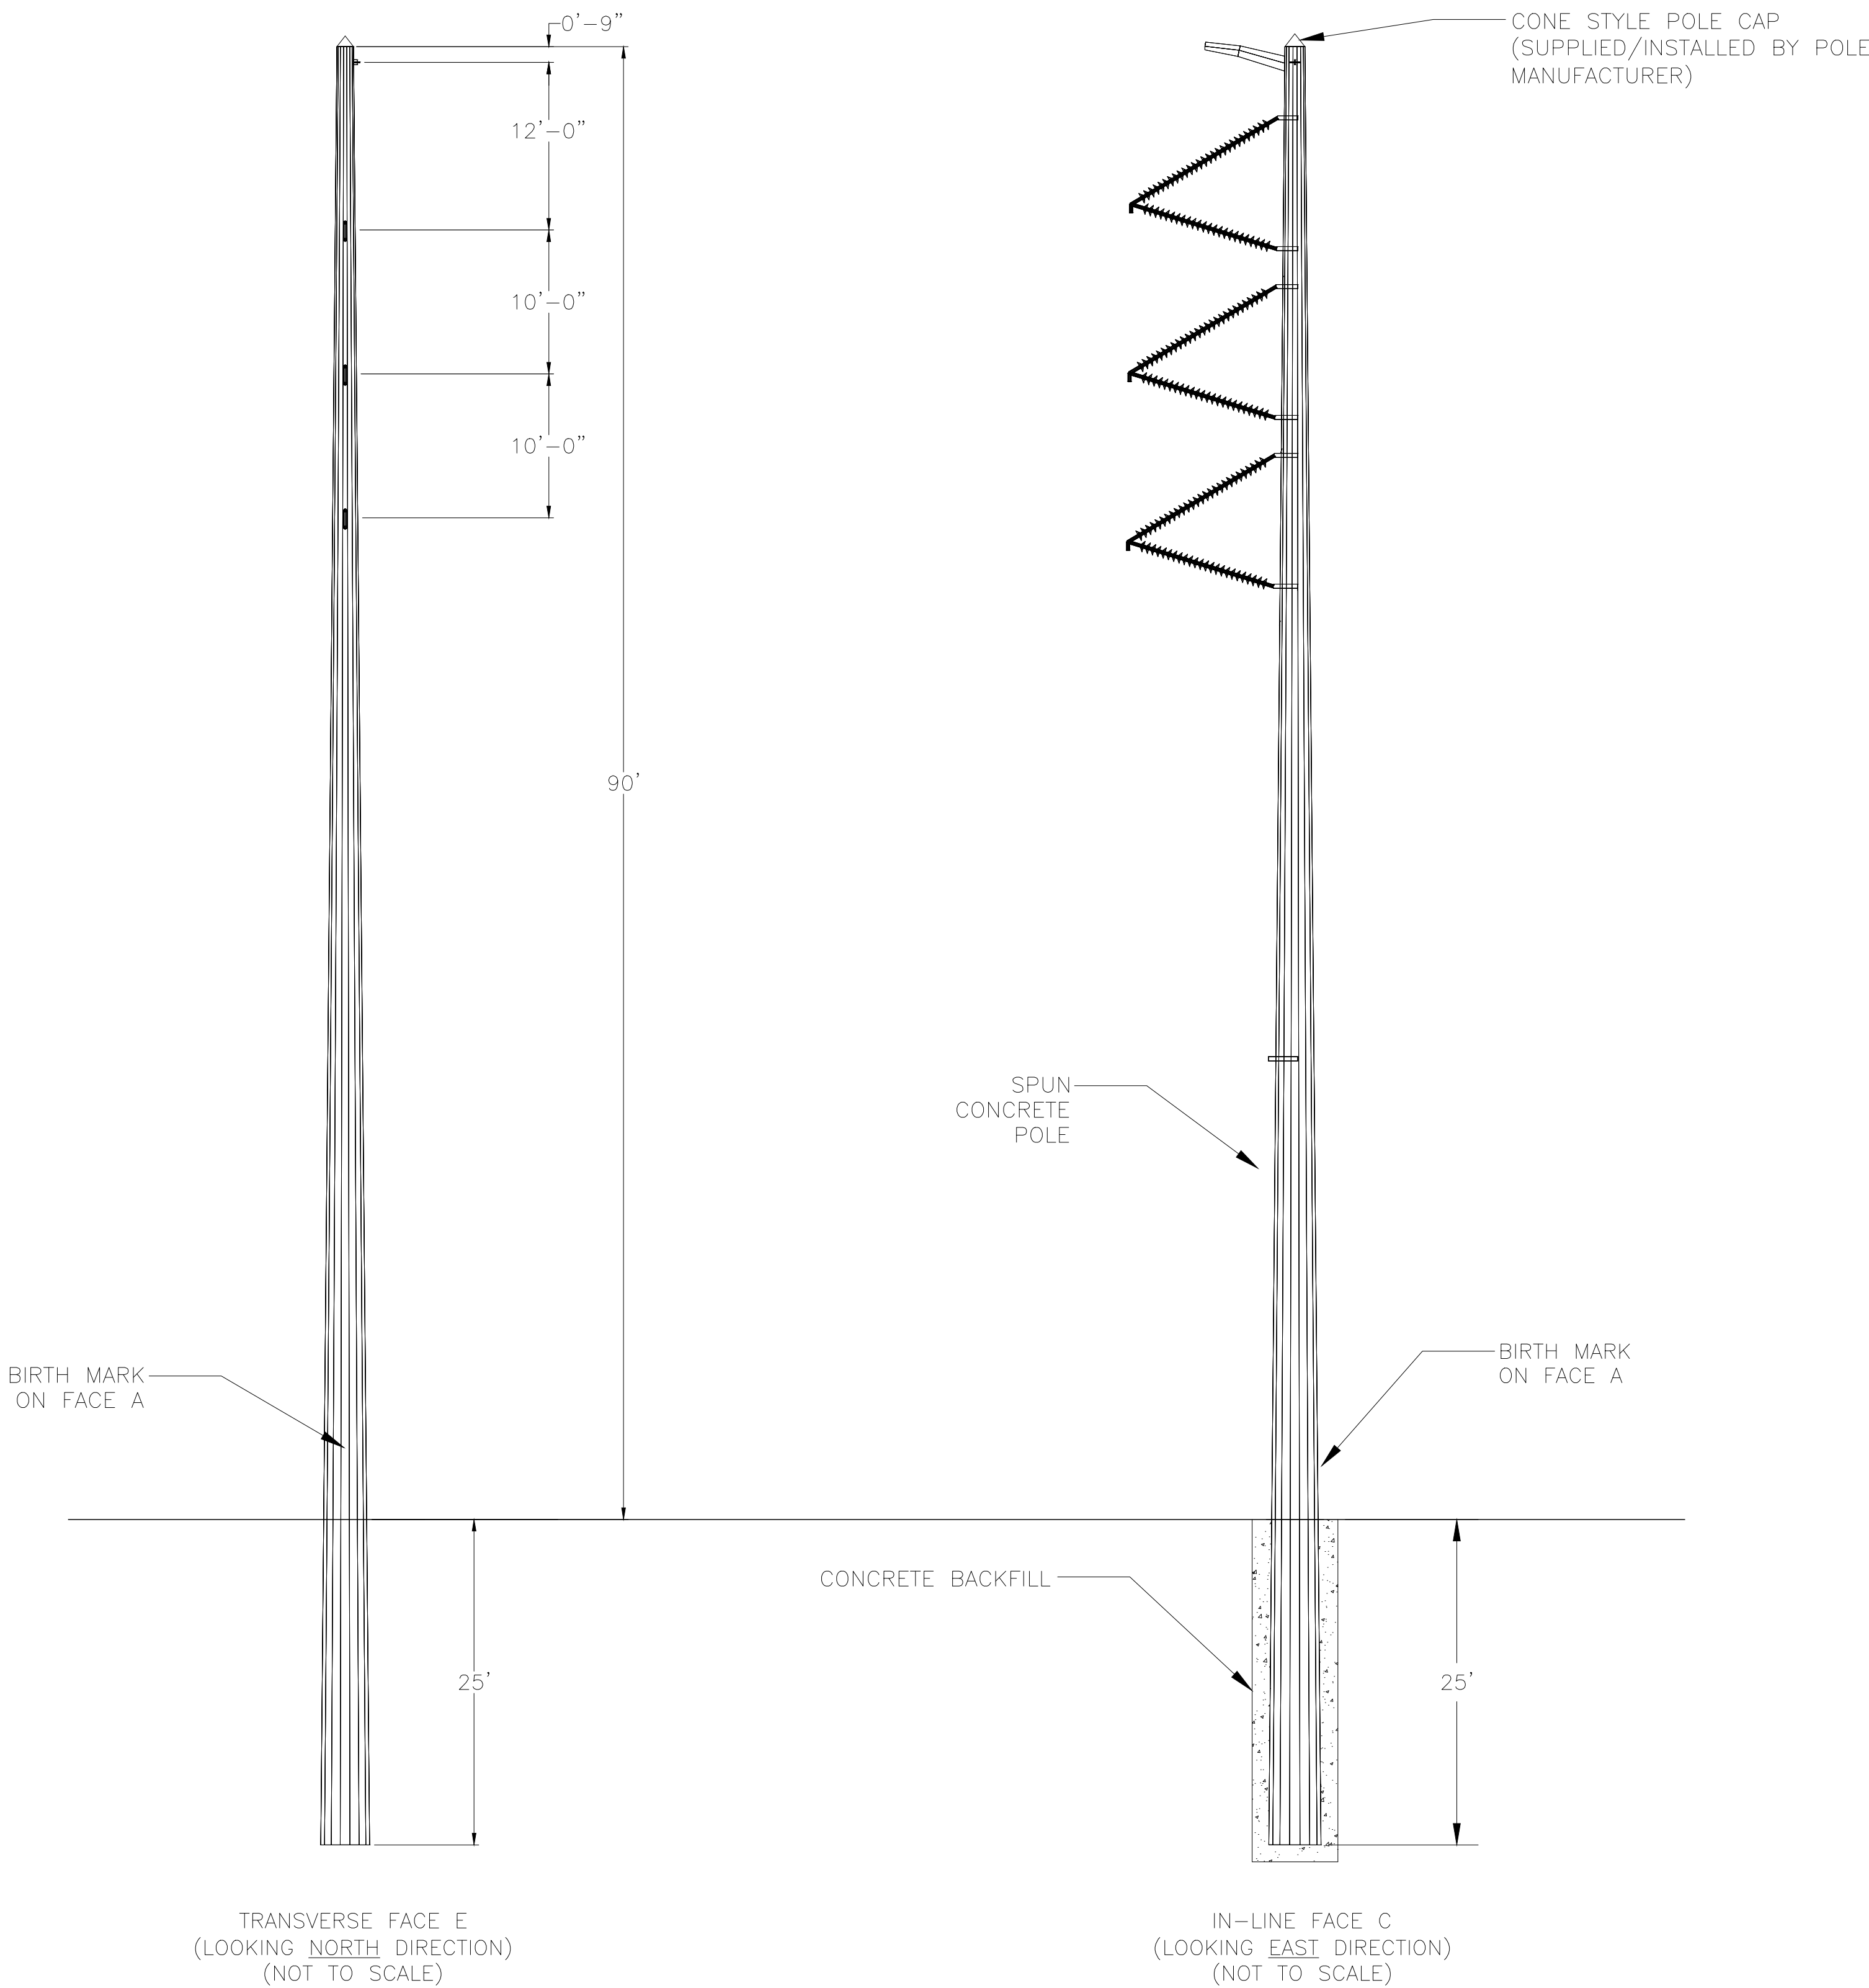 0'-9"
12'-0"
10'-0"
10'-0"
90'
BIRTH MARK
ON FACE A
25'
TRANSVERSE FACE E
(LOOKING NORTH DIRECTION)
(NOT TO SCALE)
CONE STYLE POLE CAP
(SUPPLIED/INSTALLED BY POLE
MANUFACTURER)
SPUN
CONCRETE
POLE
BIRTH MARK
ON FACE A
CONCRETE BACKFILL
25'
IN-LINE FACE C
(LOOKING EAST DIRECTION)
(NOT TO SCALE)